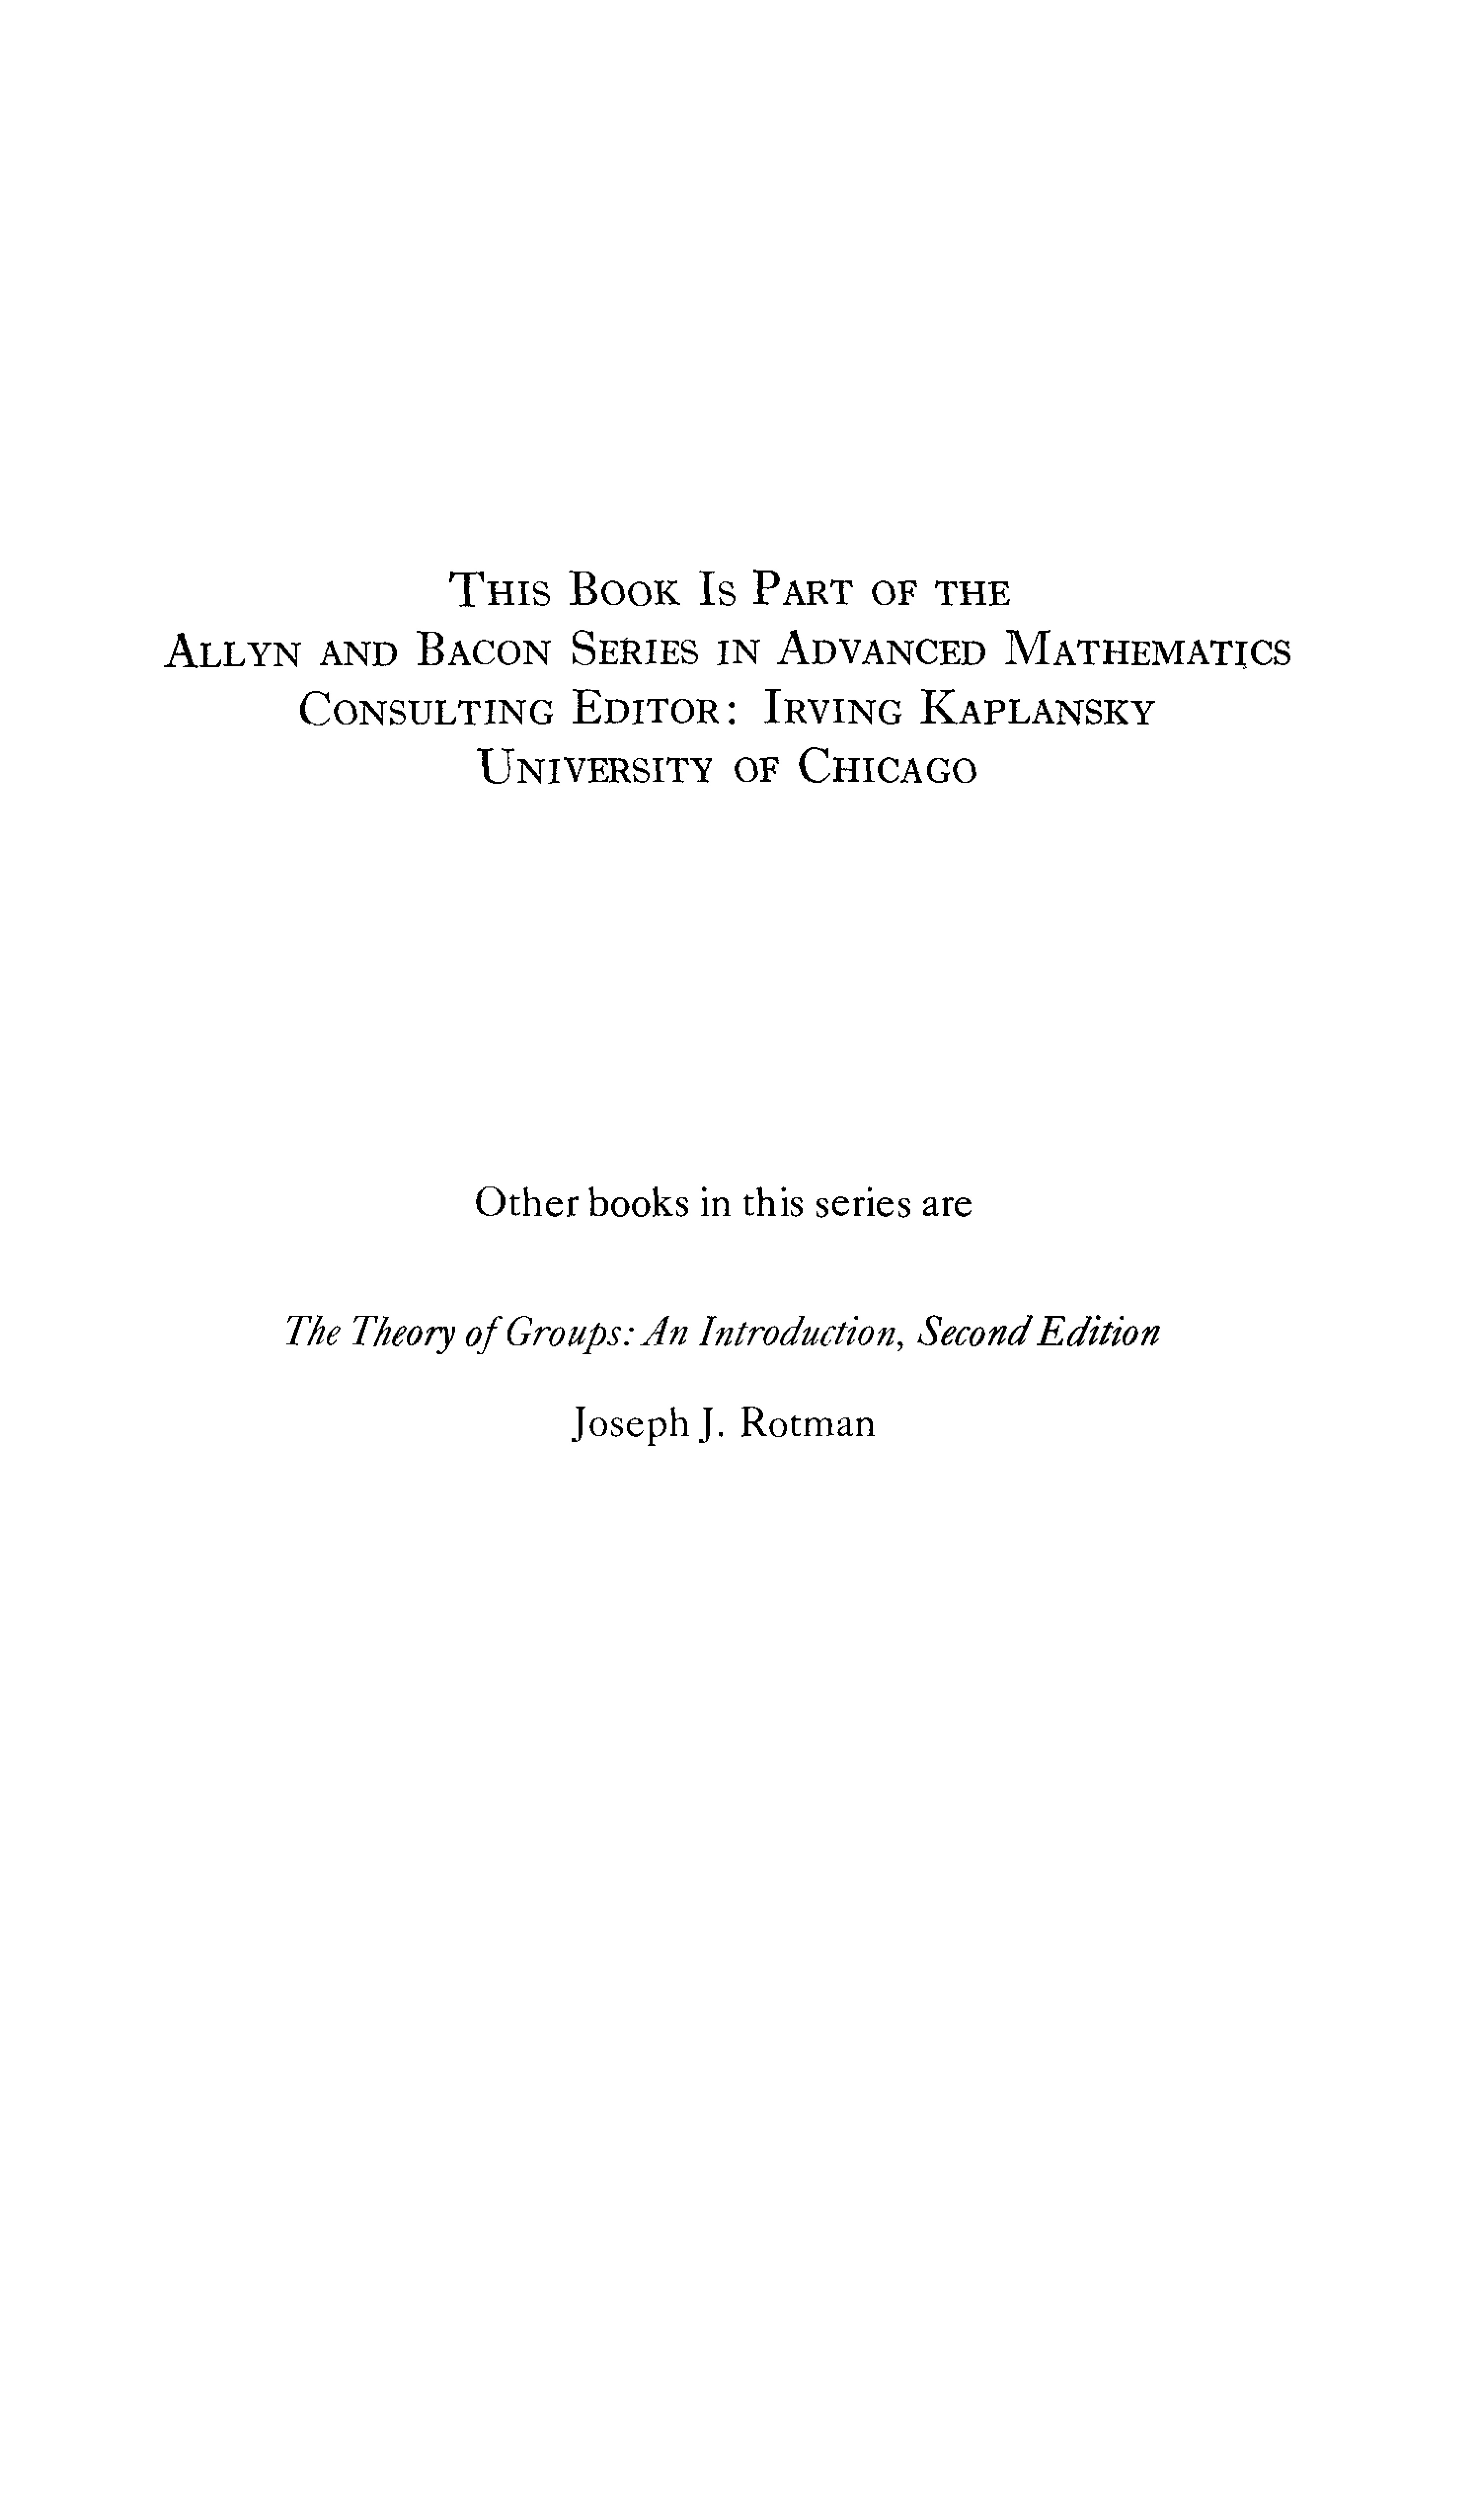 THIS BOOK IS PART OF THE
ALLYN AND BACON SERIES IN ADVANCED MATHEMATICS
CONSULTING EDITOR: IRVING KAPLANSKY
UNIVERSITY OF CHICAGO
Other books in this series are
The Theory of Groups: An Introduction, Second Edition
Joseph J. Rotman